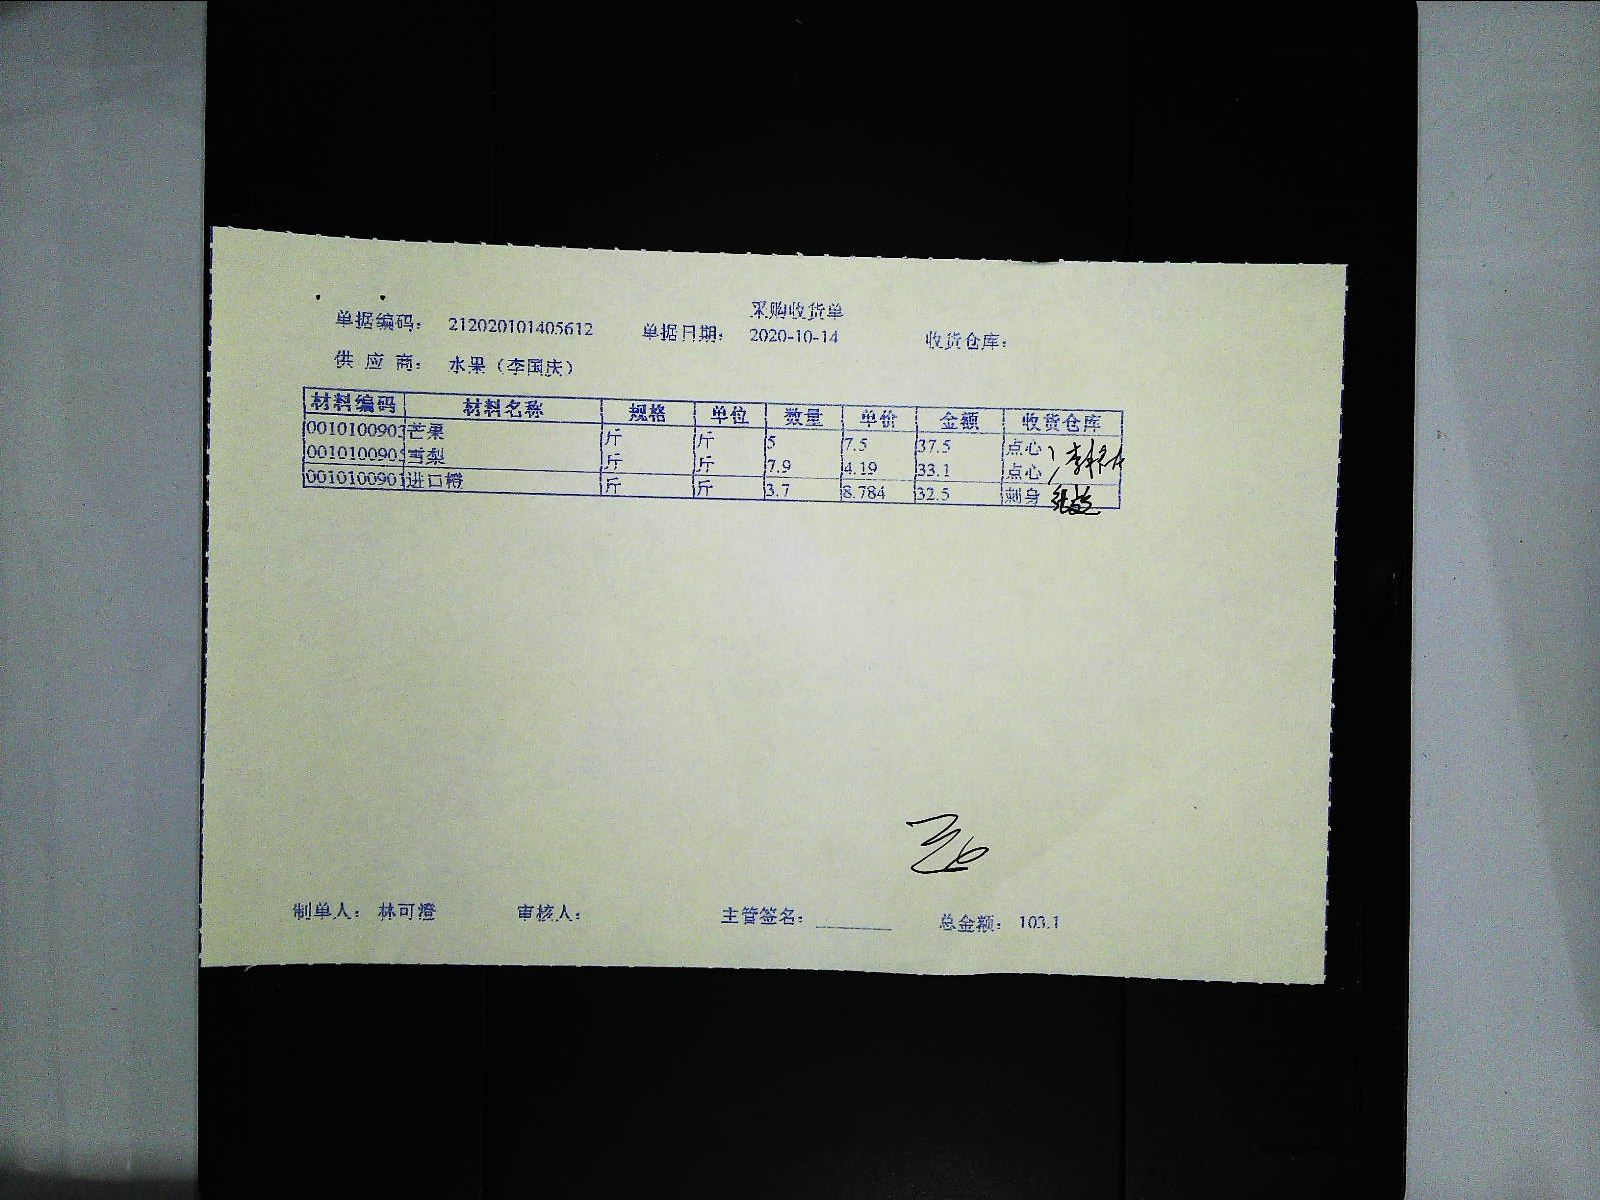 采购收货单
单据编码： 212020101405612 单据日期： 2020-10-14 收货仓库：
供 应 商： 水果（李国庆）
材料编码 材料名称 规格 单位 数量 单价 金额 收货仓库
0010100903 芒果 斤 斤 5 7.5 37.5 点心
001010090 雪梨 斤 斤 7.9 4.19 33.1 点心
001010090 进口橙 斤 斤 3.7 8.784 32.5 刺身
制单人： 林可澄 审核人： 主管签名： 总金额： 103.1